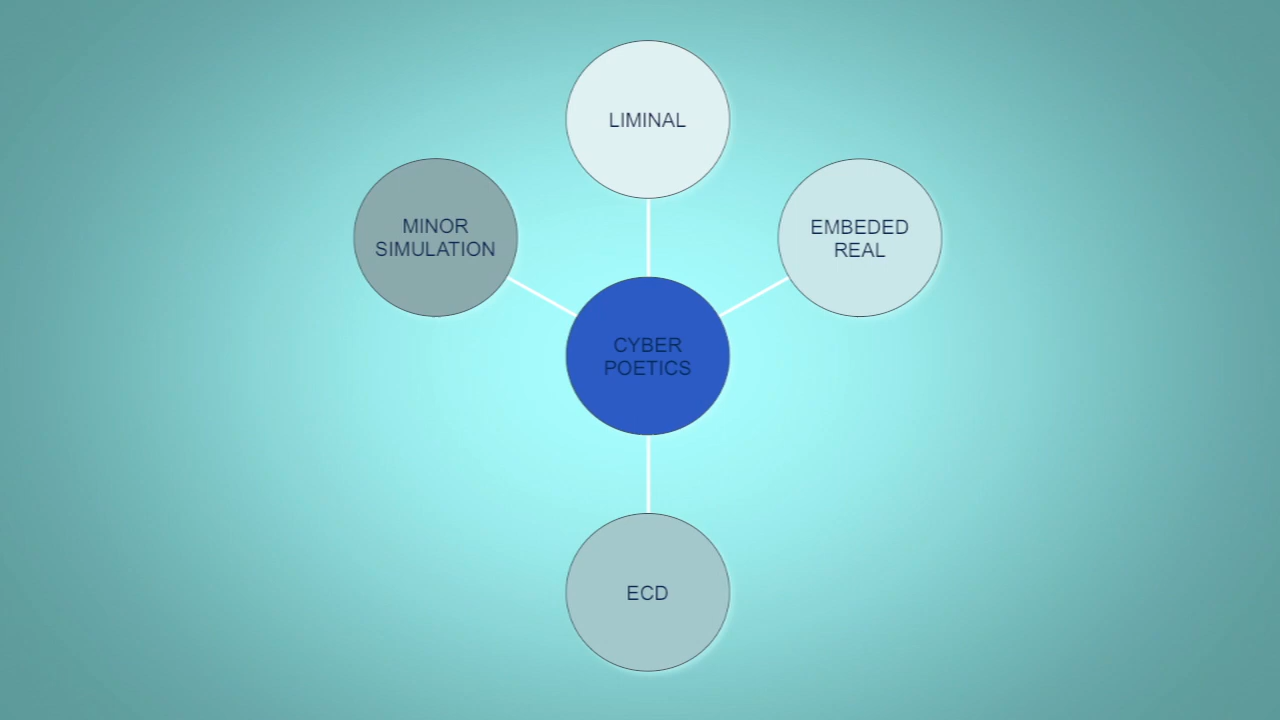 LIMINAL
MINOR
SIMULATION
EMBEDED
REAL
CYBER
POETICS
ECD